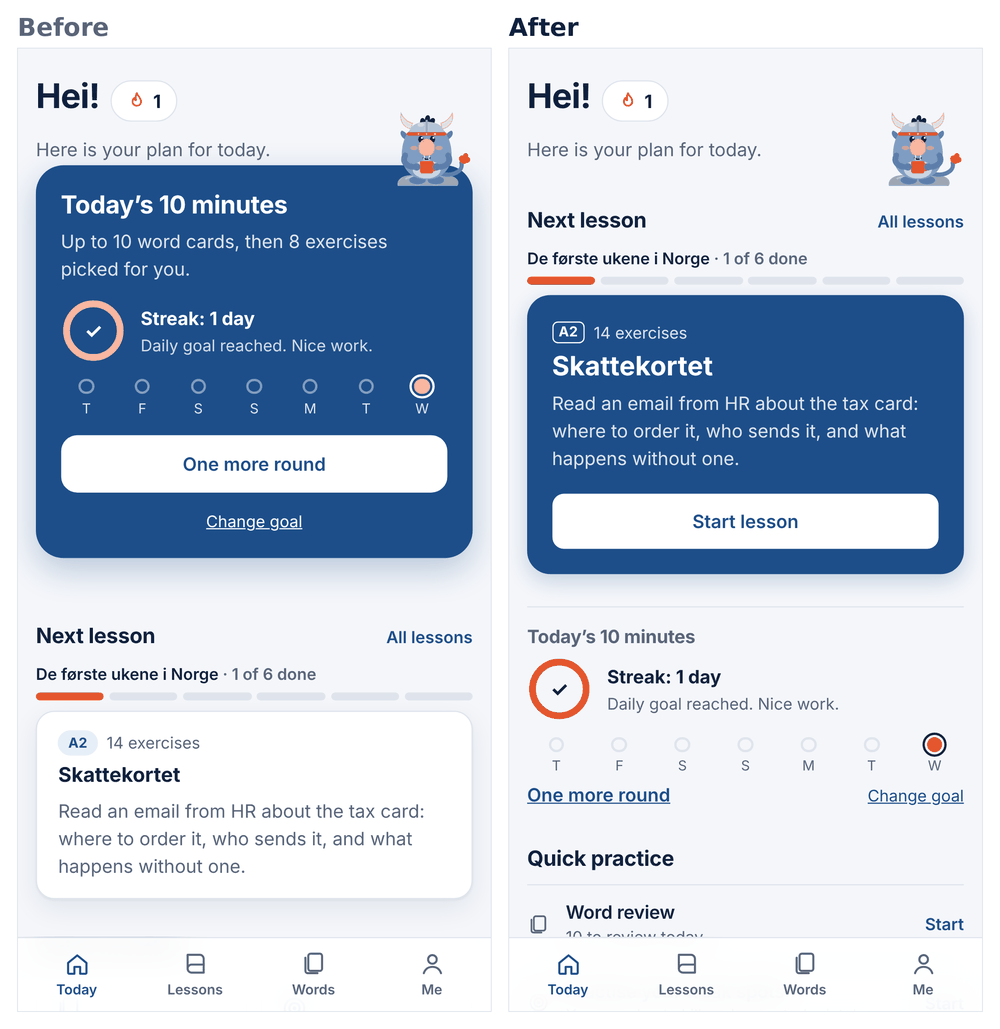 Before
Hei!
1
Here is your plan for today.
Today's 10 minutes
Up to 10 word cards, then 8 exercises
picked for you.
Streak: 1 day
Daily goal reached. Nice work.
T F S S M T W
One more round
Change goal
Next lesson
All lessons
De første ukene i Norge · 1 of 6 done
A2 14 exercises
Skattekortet
Read an email from HR about the tax card:
where to order it, who sends it, and what
happens without one.
Today Lessons Words Me
After
Hei!
1
Here is your plan for today.
Next lesson
All lessons
De første ukene i Norge · 1 of 6 done
A2 14 exercises
Skattekortet
Read an email from HR about the tax card:
where to order it, who sends it, and what
happens without one.
Start lesson
Today's 10 minutes
Streak: 1 day
Daily goal reached. Nice work.
T F S S M T W
One more round
Change goal
Quick practice
Word review
Start
10 to review today
Today Lessons Words Me